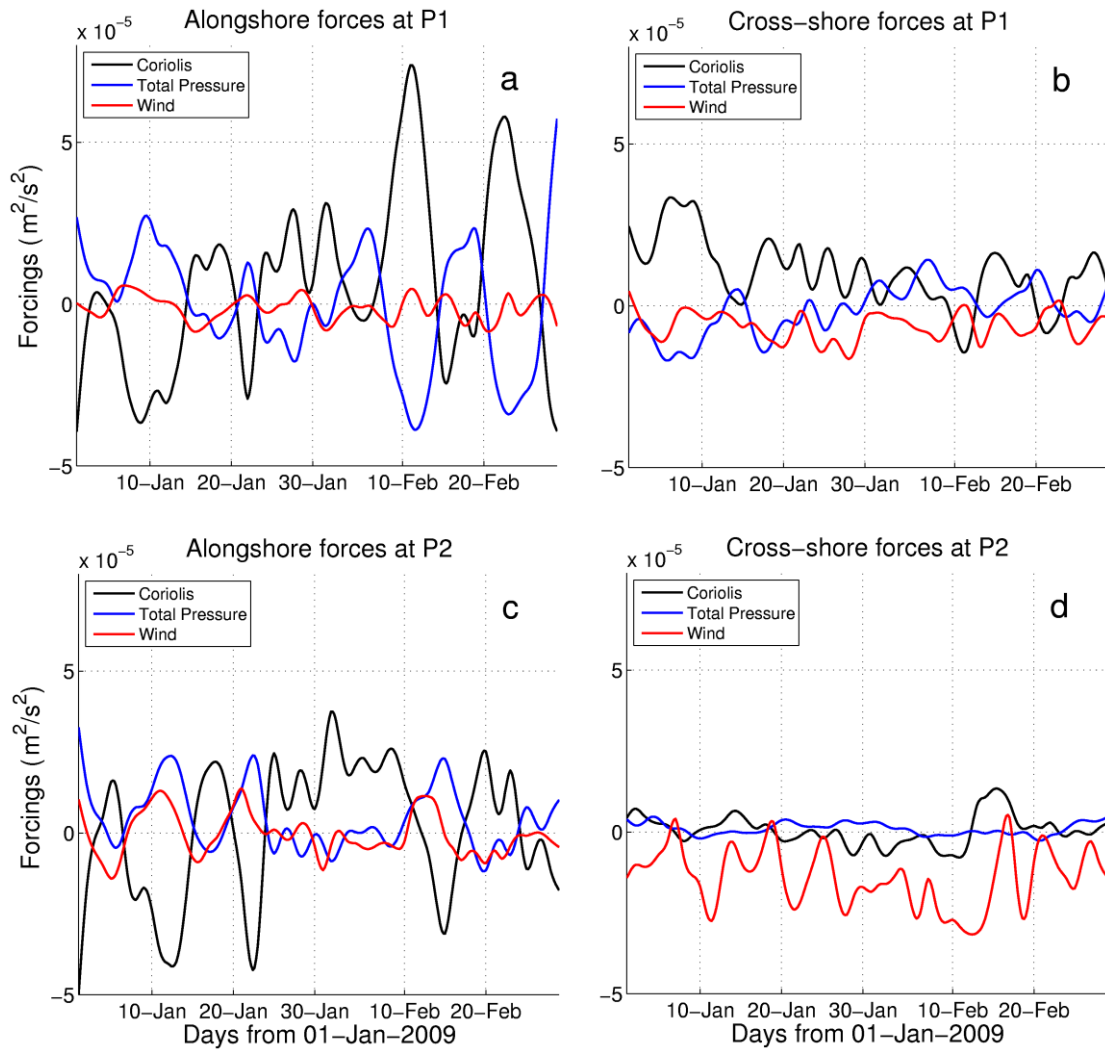 Alongshore forces at P1
x 10⁻⁵
Coriolis
Total Pressure
Wind
a
5
0
−5
Forcings ( m²/s² )
10−Jan 20−Jan 30−Jan 10−Feb 20−Feb
Cross−shore forces at P1
x 10⁻⁵
Coriolis
Total Pressure
Wind
b
5
0
−5
10−Jan 20−Jan 30−Jan 10−Feb 20−Feb
Alongshore forces at P2
x 10⁻⁵
Coriolis
Total Pressure
Wind
c
5
0
−5
Forcings ( m²/s² )
10−Jan 20−Jan 30−Jan 10−Feb 20−Feb
Days from 01−Jan−2009
Cross−shore forces at P2
x 10⁻⁵
Coriolis
Total Pressure
Wind
d
5
0
−5
10−Jan 20−Jan 30−Jan 10−Feb 20−Feb
Days from 01−Jan−2009